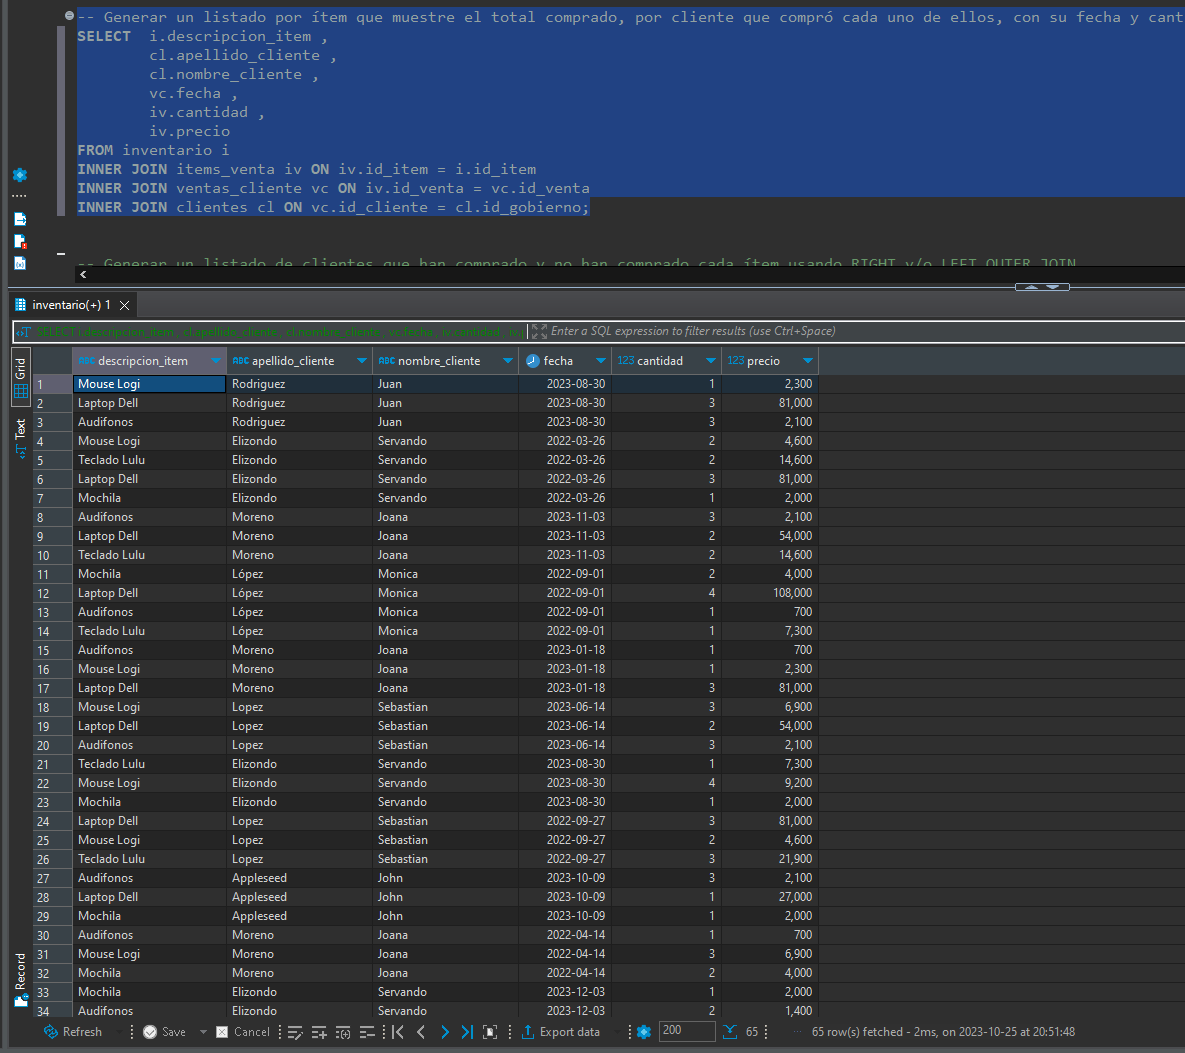 -- Generar un listado por ítem que muestre el total comprado, por cliente que compró cada uno de ellos, con su fecha y cant
SELECT i.descripcion_item ,
cl.apellido_cliente ,
cl.nombre_cliente ,
vc.fecha ,
iv.cantidad ,
iv.precio
FROM inventario i
INNER JOIN items_venta iv ON iv.id_item = i.id_item
INNER JOIN ventas_cliente vc ON iv.id_venta = vc.id_venta
INNER JOIN clientes cl ON vc.id_cliente = cl.id_gobierno;
-- Generar un listado de clientes que han comprado y no han comprado cada ítem usando RIGHT y/o LEFT OUTER JOIN
inventario(+) 1
SELECT i.descripcion_item , cl.apellido_cliente , cl.nombre_cliente , vc.fecha , iv.cantidad , iv.p Enter a SQL expression to filter results (use Ctrl+Space)
Grid
Text
Record
ABC descripcion_item ABC apellido_cliente ABC nombre_cliente fecha 123 cantidad 123 precio
1 Mouse Logi Rodriguez Juan 2023-08-30 1 2,300
2 Laptop Dell Rodriguez Juan 2023-08-30 3 81,000
3 Audifonos Rodriguez Juan 2023-08-30 3 2,100
4 Mouse Logi Elizondo Servando 2022-03-26 2 4,600
5 Teclado Lulu Elizondo Servando 2022-03-26 2 14,600
6 Laptop Dell Elizondo Servando 2022-03-26 3 81,000
7 Mochila Elizondo Servando 2022-03-26 1 2,000
8 Audifonos Moreno Joana 2023-11-03 3 2,100
9 Laptop Dell Moreno Joana 2023-11-03 2 54,000
10 Teclado Lulu Moreno Joana 2023-11-03 2 14,600
11 Mochila López Monica 2022-09-01 2 4,000
12 Laptop Dell López Monica 2022-09-01 4 108,000
13 Audifonos López Monica 2022-09-01 1 700
14 Teclado Lulu López Monica 2022-09-01 1 7,300
15 Audifonos Moreno Joana 2023-01-18 1 700
16 Mouse Logi Moreno Joana 2023-01-18 1 2,300
17 Laptop Dell Moreno Joana 2023-01-18 3 81,000
18 Mouse Logi Lopez Sebastian 2023-06-14 3 6,900
19 Laptop Dell Lopez Sebastian 2023-06-14 2 54,000
20 Audifonos Lopez Sebastian 2023-06-14 3 2,100
21 Teclado Lulu Elizondo Servando 2023-08-30 1 7,300
22 Mouse Logi Elizondo Servando 2023-08-30 4 9,200
23 Mochila Elizondo Servando 2023-08-30 1 2,000
24 Laptop Dell Lopez Sebastian 2022-09-27 3 81,000
25 Mouse Logi Lopez Sebastian 2022-09-27 2 4,600
26 Teclado Lulu Lopez Sebastian 2022-09-27 3 21,900
27 Audifonos Appleseed John 2023-10-09 3 2,100
28 Laptop Dell Appleseed John 2023-10-09 1 27,000
29 Mochila Appleseed John 2023-10-09 1 2,000
30 Audifonos Moreno Joana 2022-04-14 1 700
31 Mouse Logi Moreno Joana 2022-04-14 3 6,900
32 Mochila Moreno Joana 2022-04-14 2 4,000
33 Mochila Elizondo Servando 2023-12-03 1 2,000
34 Audifonos Elizondo Servando 2023-12-03 2 1,400
Refresh Save Cancel Export data 200 65 65 row(s) fetched - 2ms, on 2023-10-25 at 20:51:48